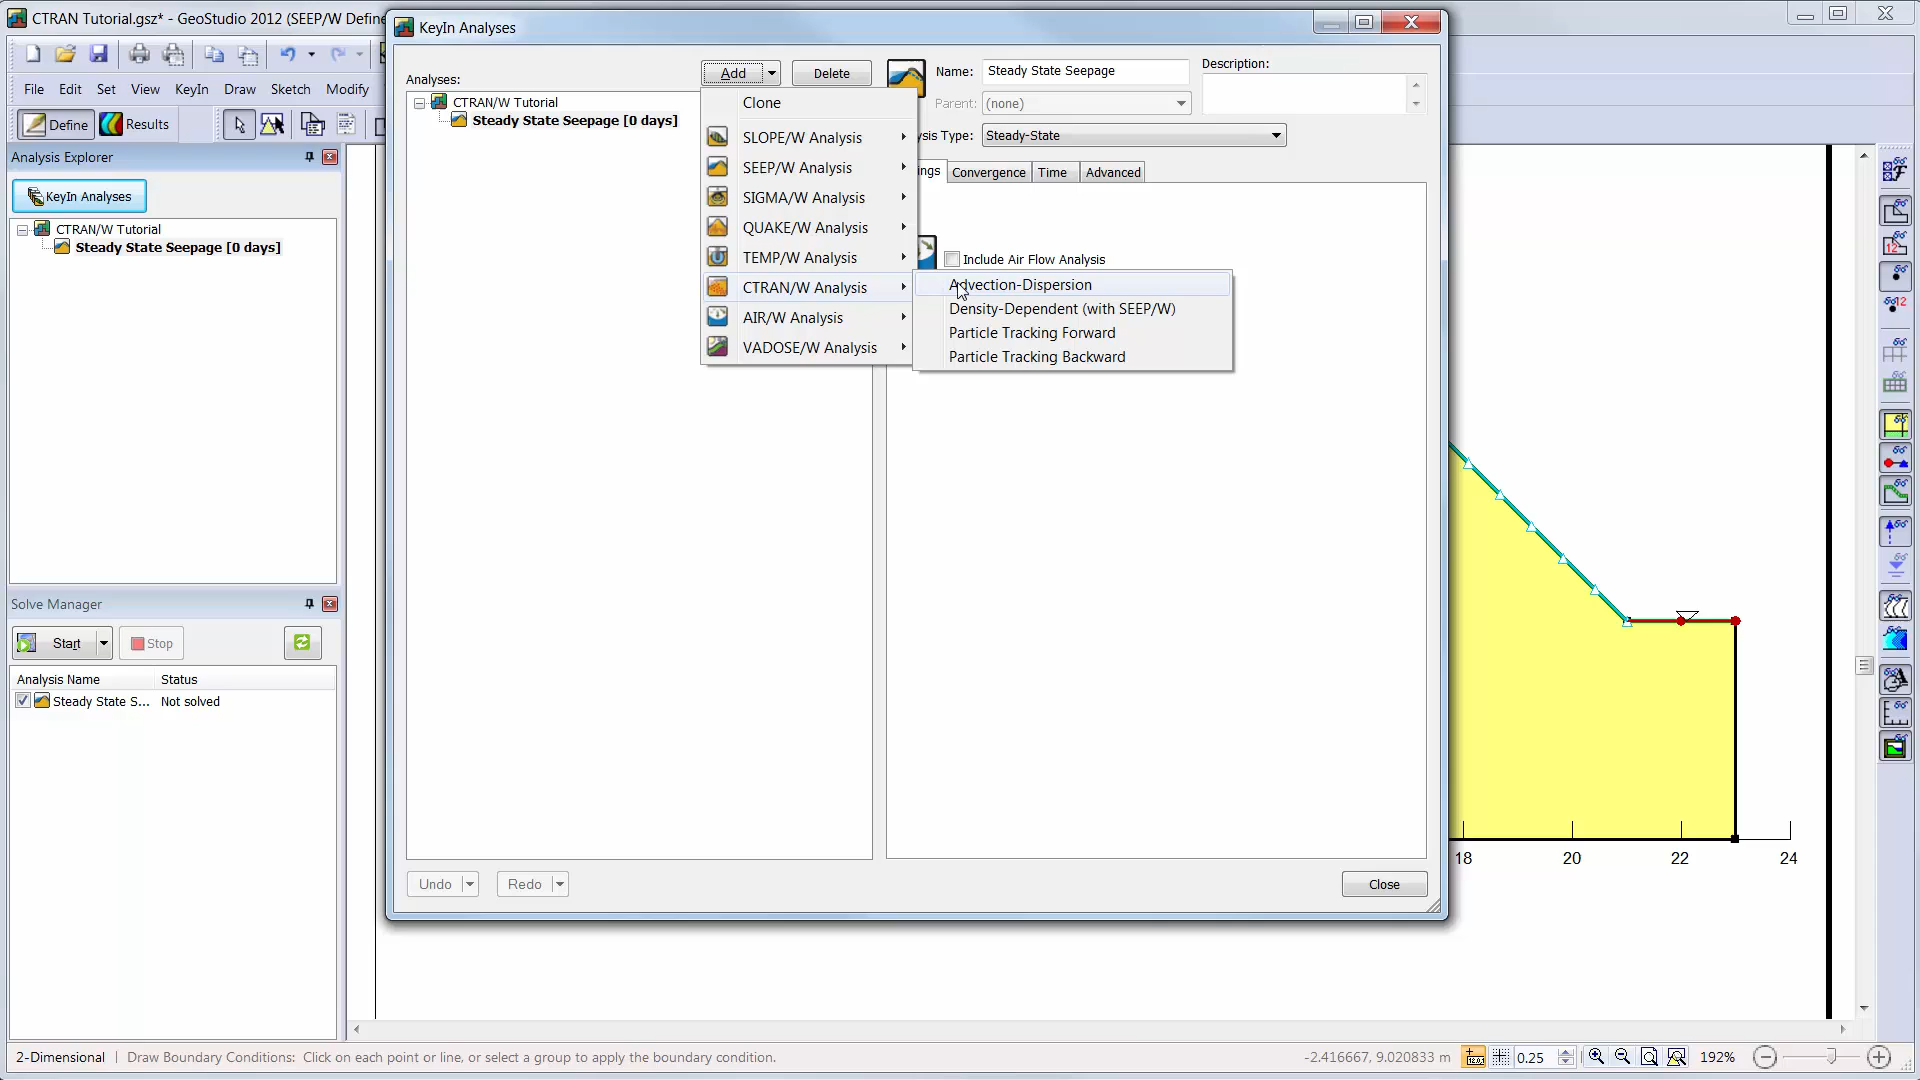 CTRAN Tutorial.gsz* - GeoStudio 2012 (SEEP/W Define
KeyIn Analyses
File Edit Set View KeyIn Draw Sketch Modify
Define Results
Analysis Explorer
KeyIn Analyses
CTRAN/W Tutorial
Steady State Seepage [0 days]
Solve Manager
Start Stop
Analysis Name Status
Steady State S... Not solved
Analyses:
Add Delete
CTRAN/W Tutorial
Steady State Seepage [0 days]
Clone
SLOPE/W Analysis
SEEP/W Analysis
SIGMA/W Analysis
QUAKE/W Analysis
TEMP/W Analysis
CTRAN/W Analysis
AIR/W Analysis
VADOSE/W Analysis
Name: Steady State Seepage
Description:
Parent: (none)
ysis Type: Steady-State
ngs Convergence Time Advanced
Include Air Flow Analysis
Advection-Dispersion
Density-Dependent (with SEEP/W)
Particle Tracking Forward
Particle Tracking Backward
Undo Redo Close
18 20 22 24
2-Dimensional Draw Boundary Conditions: Click on each point or line, or select a group to apply the boundary condition. -2.416667, 9.020833 m 0.25 192%